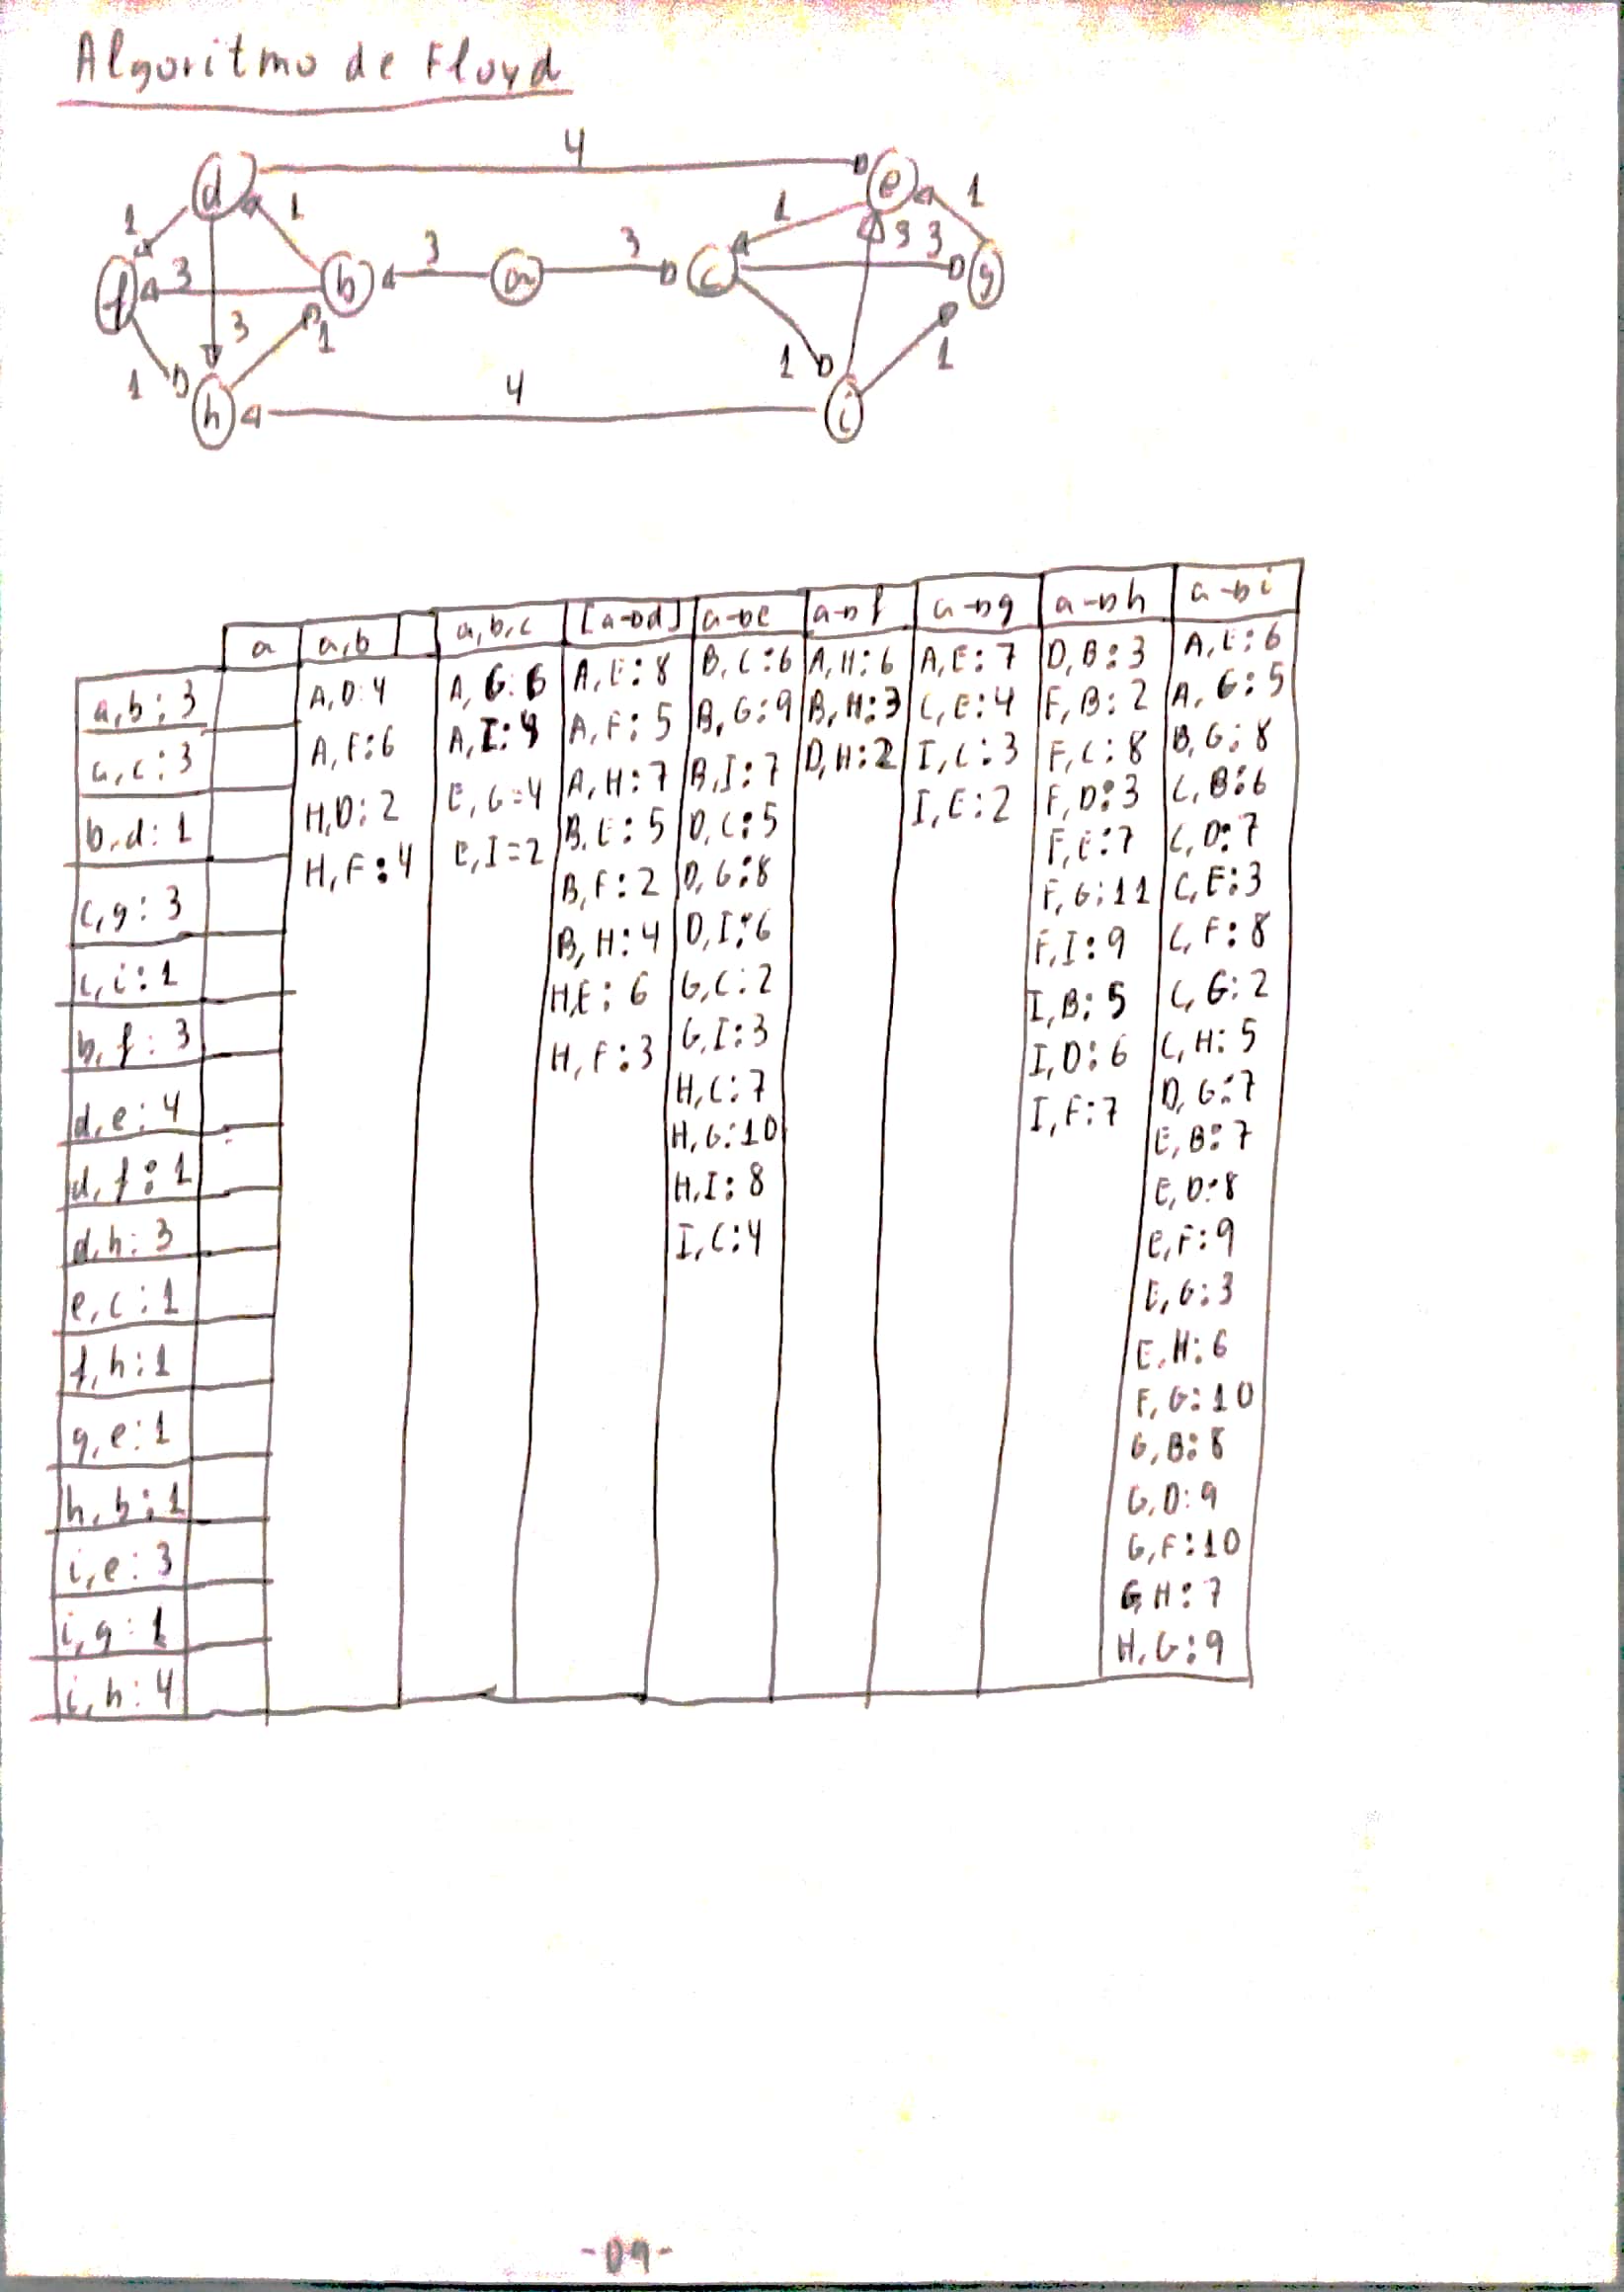 Algoritmo de Floyd
4
d e
1 1 1 1
3 3 3 3 3
f b a c g
3 1 1 1
1
4
h i
a a,b a,b,c [a→d] a→e a→f a→g a→h a→i
a,b: 3
a,c: 3
b,d: 1
c,g: 3
c,i: 1
b,f: 3
d,e: 4
d,f: 1
d,h: 3
e,c: 1
f,h: 1
g,e: 1
h,b: 1
i,e: 3
i,g: 1
i,h: 4
A,D: 4
A,F: 6
H,D: 2
H,F: 4
A,G: 6
A,I: 4
E,G=4
E,I=2
A,E: 8
A,F: 5
A,H: 7
B,E: 5
B,F: 2
B,H: 4
H,E: 6
H,F: 3
B,C: 6
B,G: 9
B,I: 7
D,C: 5
D,G: 8
D,I: 6
G,C: 2
G,I: 3
H,C: 7
H,G: 10
H,I: 8
I,C: 4
A,H: 6
B,H: 3
D,H: 2
A,E: 7
C,E: 4
I,C: 3
I,E: 2
D,B: 3
F,B: 2
F,C: 8
F,D: 3
F,E: 7
F,G: 11
F,I: 9
I,B: 5
I,D: 6
I,F: 7
A,E: 6
A,G: 5
B,G: 8
C,B: 6
C,D: 7
C,E: 3
C,F: 8
C,G: 2
C,H: 5
D,G: 7
E,B: 7
E,D: 8
E,F: 9
E,G: 3
E,H: 6
F,G: 10
G,B: 8
G,D: 9
G,F: 10
G,H: 7
H,G: 9
-09-